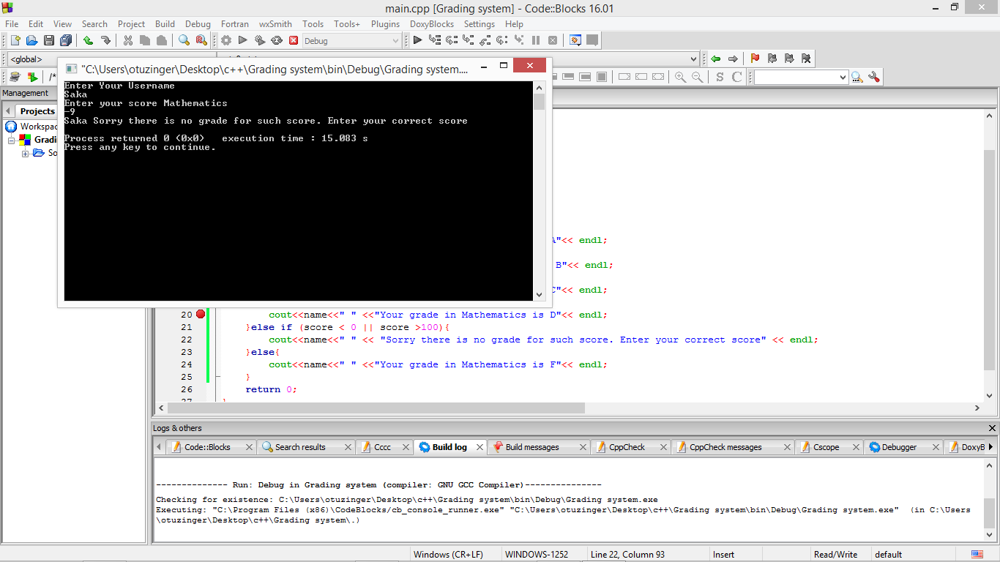 main.cpp [Grading system] - Code::Blocks 16.01
File Edit View Search Project Build Debug Fortran wxSmith Tools Tools+ Plugins DoxyBlocks Settings Help
Debug
<global>
/*
S C
"C:\Users\otuzinger\Desktop\c++\Grading system\bin\Debug\Grading system....
Enter Your Username
Saka
Enter your score Mathematics
-9
Saka Sorry there is no grade for such score. Enter your correct score
Process returned 0 (0x0)   execution time : 15.083 s
Press any key to continue.
Management
Projects
Workspac
Gradi
So
A"<< endl;
B"<< endl;
C"<< endl;
20 cout<<name<<" " <<"Your grade in Mathematics is D"<< endl;
21 }else if (score < 0 || score >100){
22 cout<<name<<" " << "Sorry there is no grade for such score. Enter your correct score" << endl;
23 }else{
24 cout<<name<<" " <<"Your grade in Mathematics is F"<< endl;
25 }
26 return 0;
27 }
Logs & others
Code::Blocks Search results Cccc Build log Build messages CppCheck CppCheck messages Cscope Debugger DoxyB
-------------- Run: Debug in Grading system (compiler: GNU GCC Compiler)---------------
Checking for existence: C:\Users\otuzinger\Desktop\c++\Grading system\bin\Debug\Grading system.exe
Executing: "C:\Program Files (x86)\CodeBlocks/cb_console_runner.exe" "C:\Users\otuzinger\Desktop\c++\Grading system\bin\Debug\Grading system.exe"  (in C:\Users
\otuzinger\Desktop\c++\Grading system\.)
Windows (CR+LF) WINDOWS-1252 Line 22, Column 93 Insert Read/Write default